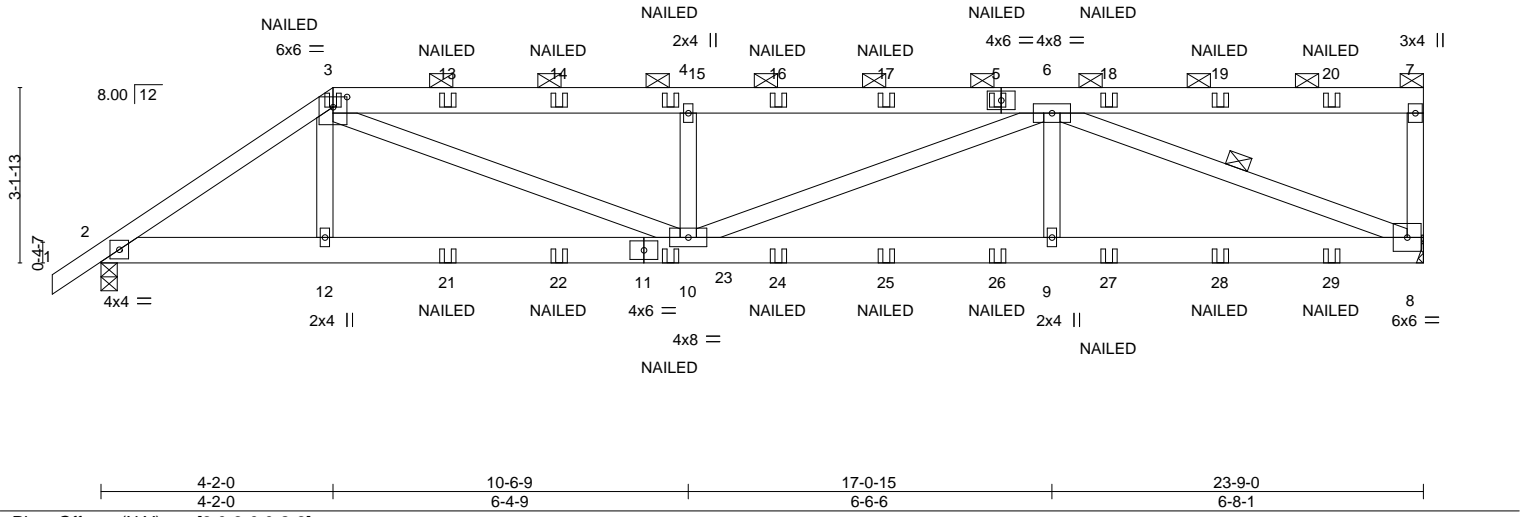 NAILED NAILED NAILED
NAILED 6x6 = 2x4 || 4x6 = 4x8 = 3x4 ||
NAILED NAILED NAILED NAILED NAILED NAILED
3 13 14 4 15 16 17 5 6 18 19 20 7
8.00 12
3-1-13
0-4-7
2
1
21 22 11 23 24 25 26 27 28 29
12 10 9 8
4x4 =
2x4 || NAILED NAILED 4x6 = NAILED NAILED NAILED 2x4 || NAILED NAILED 6x6 =
4x8 = NAILED
NAILED
4-2-0 10-6-9 17-0-15 23-9-0
4-2-0 6-4-9 6-6-6 6-8-1